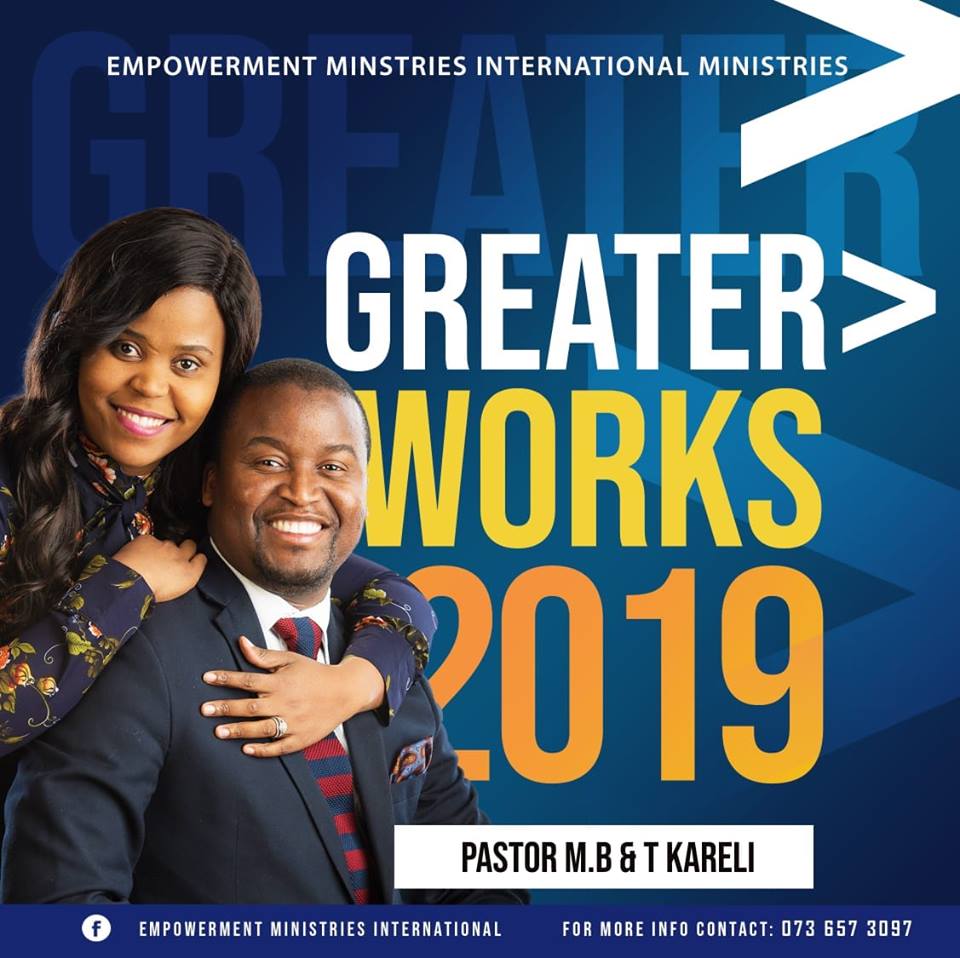 GREATER
EMPOWERMENT MINSTRIES INTERNATIONAL MINISTRIES
GREATER>
WORKS
2019
PASTOR M.B & T KARELI
f EMPOWERMENT MINISTRIES INTERNATIONAL FOR MORE INFO CONTACT: 073 657 3097